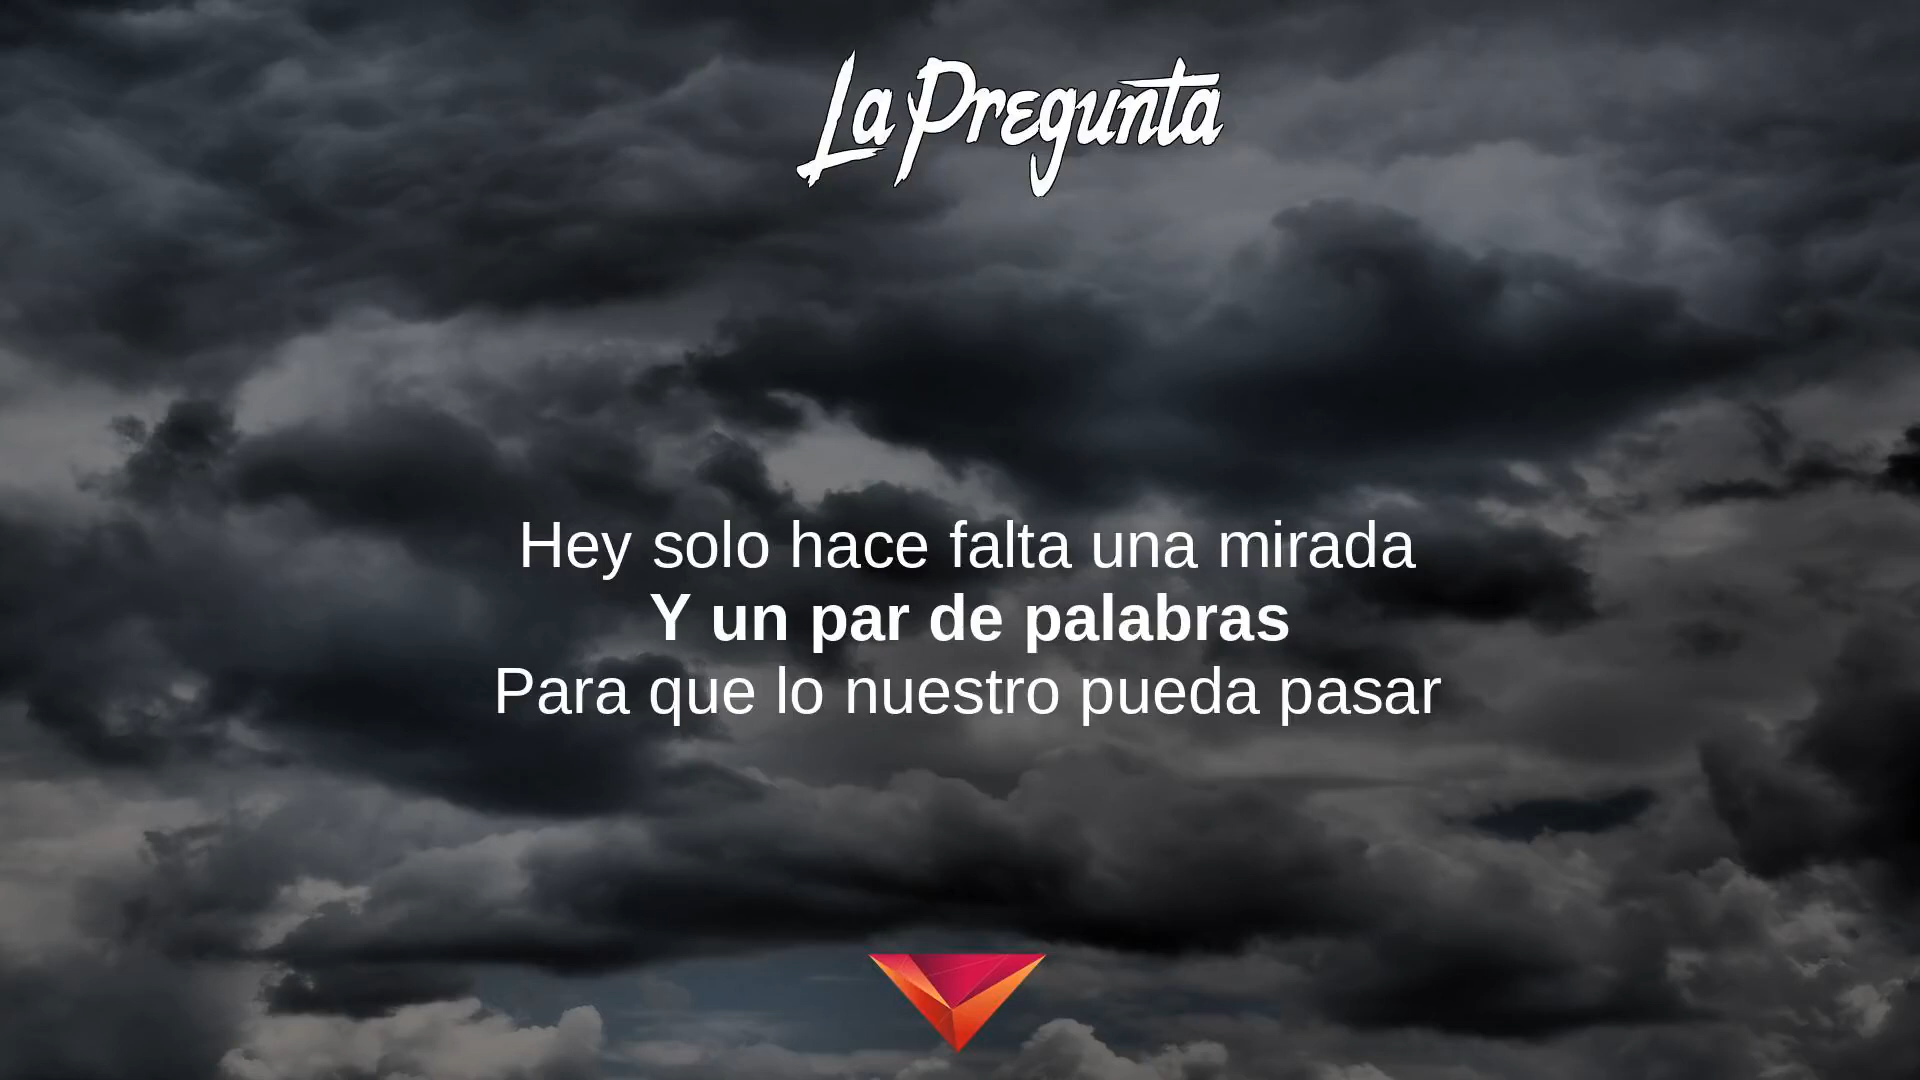 La Pregunta
Hey solo hace falta una mirada
Y un par de palabras
Para que lo nuestro pueda pasar